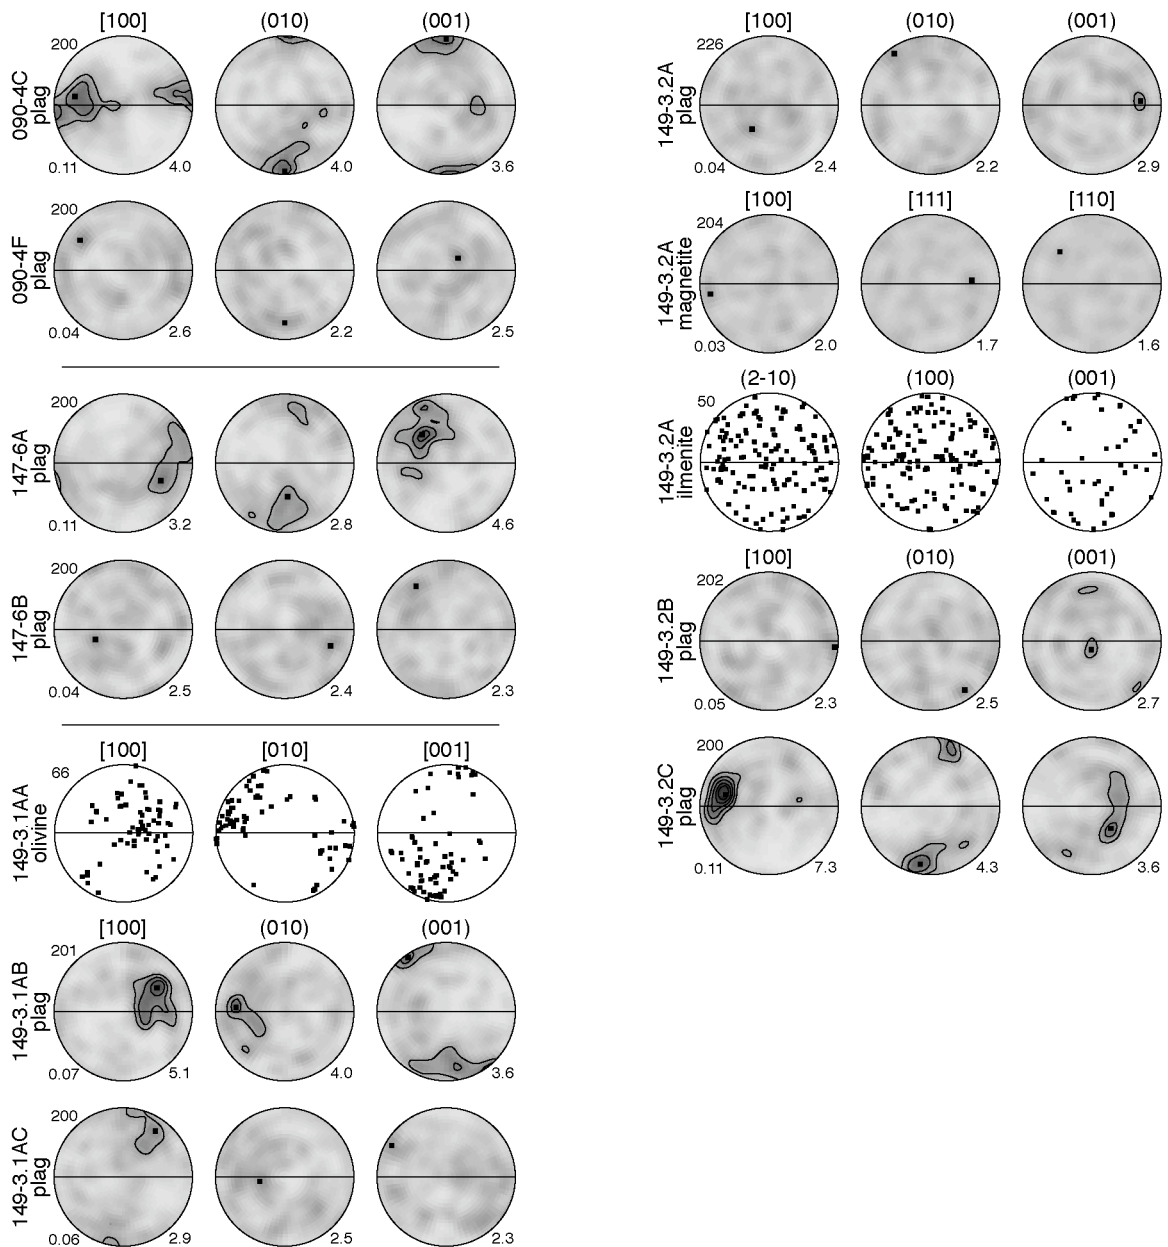 [100] (010) (001)
090-4C
plag
200
0.11 4.0 4.0 3.6
090-4F
plag
200
0.04 2.6 2.2 2.5
147-6A
plag
200
0.11 3.2 2.8 4.6
147-6B
plag
200
0.04 2.5 2.4 2.3
[100] [010] [001]
149-3.1AA
olivine
66
[100] (010) (001)
149-3.1AB
plag
201
0.07 5.1 4.0 3.6
149-3.1AC
plag
200
0.06 2.9 2.5 2.3
[100] (010) (001)
149-3.2A
plag
226
0.04 2.4 2.2 2.9
[100] [111] [110]
149-3.2A
magnetite
204
0.03 2.0 1.7 1.6
(2-10) (100) (001)
149-3.2A
ilmenite
50
[100] (010) (001)
149-3.2B
plag
202
0.05 2.3 2.5 2.7
149-3.2C
plag
200
0.11 7.3 4.3 3.6